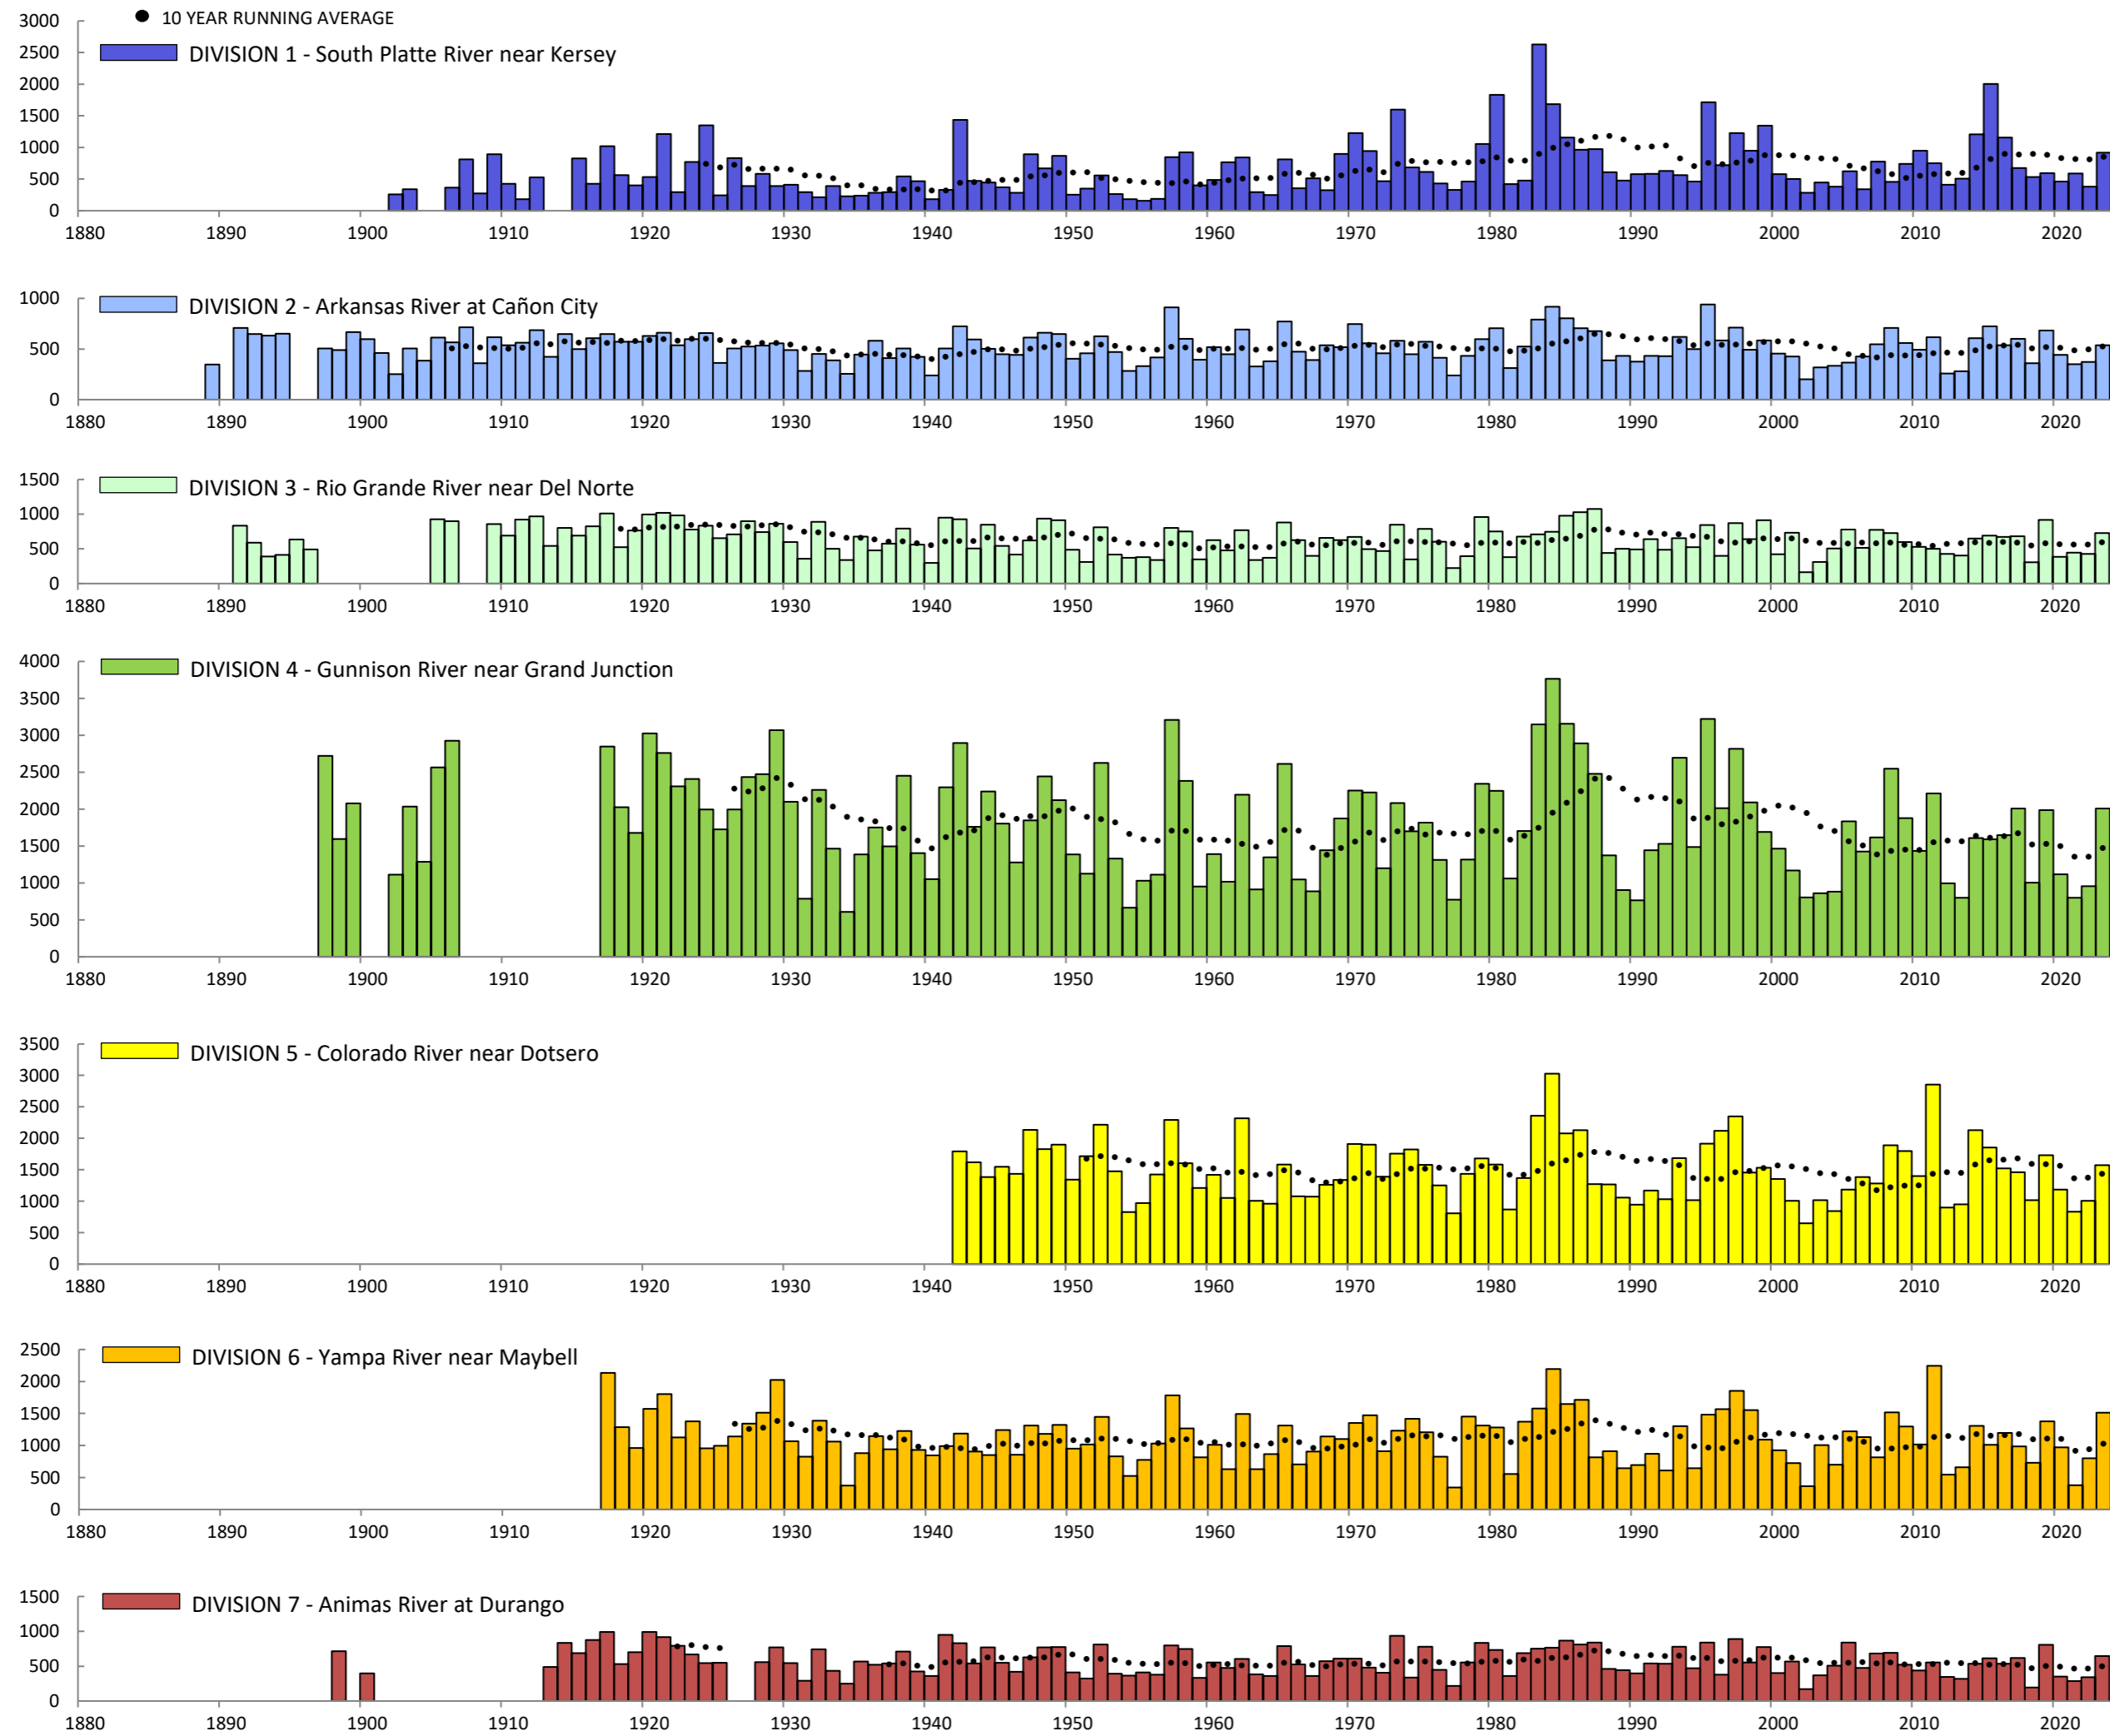 10 YEAR RUNNING AVERAGE
3000
DIVISION 1 - South Platte River near Kersey
2500
2000
1500
1000
500
0
1880 1890 1900 1910 1920 1930 1940 1950 1960 1970 1980 1990 2000 2010 2020
1000
DIVISION 2 - Arkansas River at Cañon City
500
0
1880 1890 1900 1910 1920 1930 1940 1950 1960 1970 1980 1990 2000 2010 2020
1500
DIVISION 3 - Rio Grande River near Del Norte
1000
500
0
1880 1890 1900 1910 1920 1930 1940 1950 1960 1970 1980 1990 2000 2010 2020
4000
DIVISION 4 - Gunnison River near Grand Junction
3500
3000
2500
2000
1500
1000
500
0
1880 1890 1900 1910 1920 1930 1940 1950 1960 1970 1980 1990 2000 2010 2020
3500
DIVISION 5 - Colorado River near Dotsero
3000
2500
2000
1500
1000
500
0
1880 1890 1900 1910 1920 1930 1940 1950 1960 1970 1980 1990 2000 2010 2020
2500
DIVISION 6 - Yampa River near Maybell
2000
1500
1000
500
0
1880 1890 1900 1910 1920 1930 1940 1950 1960 1970 1980 1990 2000 2010 2020
1500
DIVISION 7 - Animas River at Durango
1000
500
0
1880 1890 1900 1910 1920 1930 1940 1950 1960 1970 1980 1990 2000 2010 2020